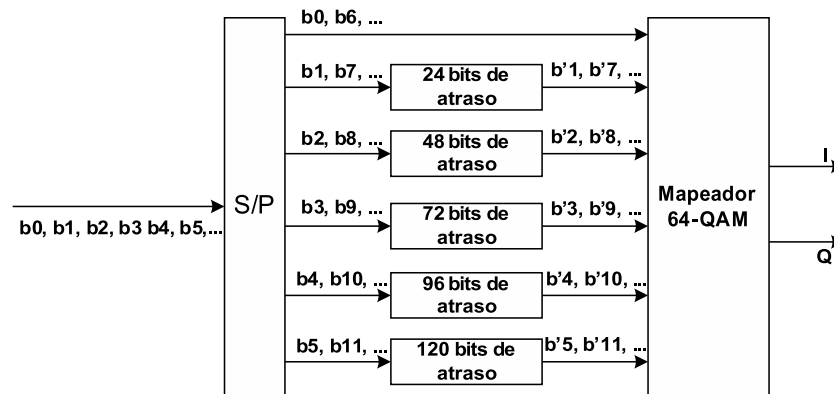 b0, b6, ...
b1, b7, ...
24 bits de
atraso
b'1, b'7, ...
b2, b8, ...
48 bits de
atraso
b'2, b'8, ...
b3, b9, ...
72 bits de
atraso
b'3, b'9, ...
b4, b10, ...
96 bits de
atraso
b'4, b'10, ...
b5, b11, ...
120 bits de
atraso
b'5, b'11, ...
b0, b1, b2, b3 b4, b5,...
S/P
Mapeador
64-QAM
I
Q